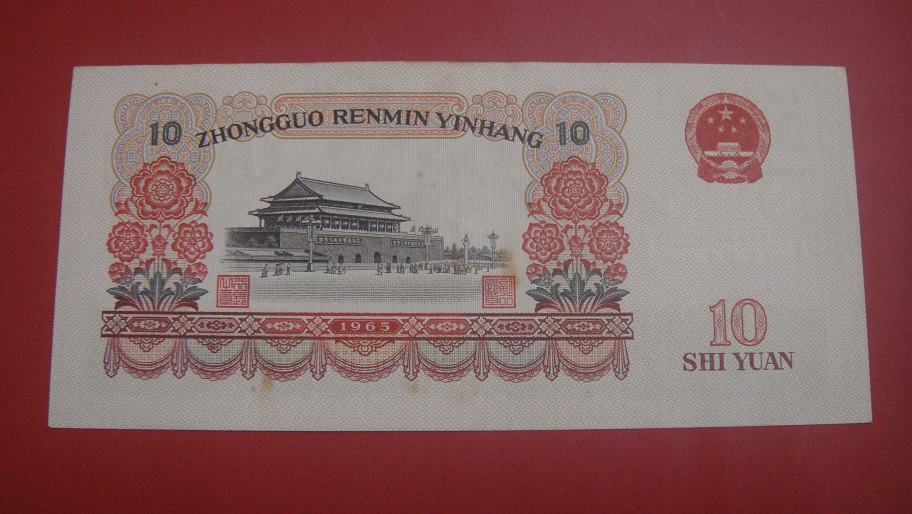 10 ZHONGGUO RENMIN YINHANG 10
1965
10
SHI YUAN